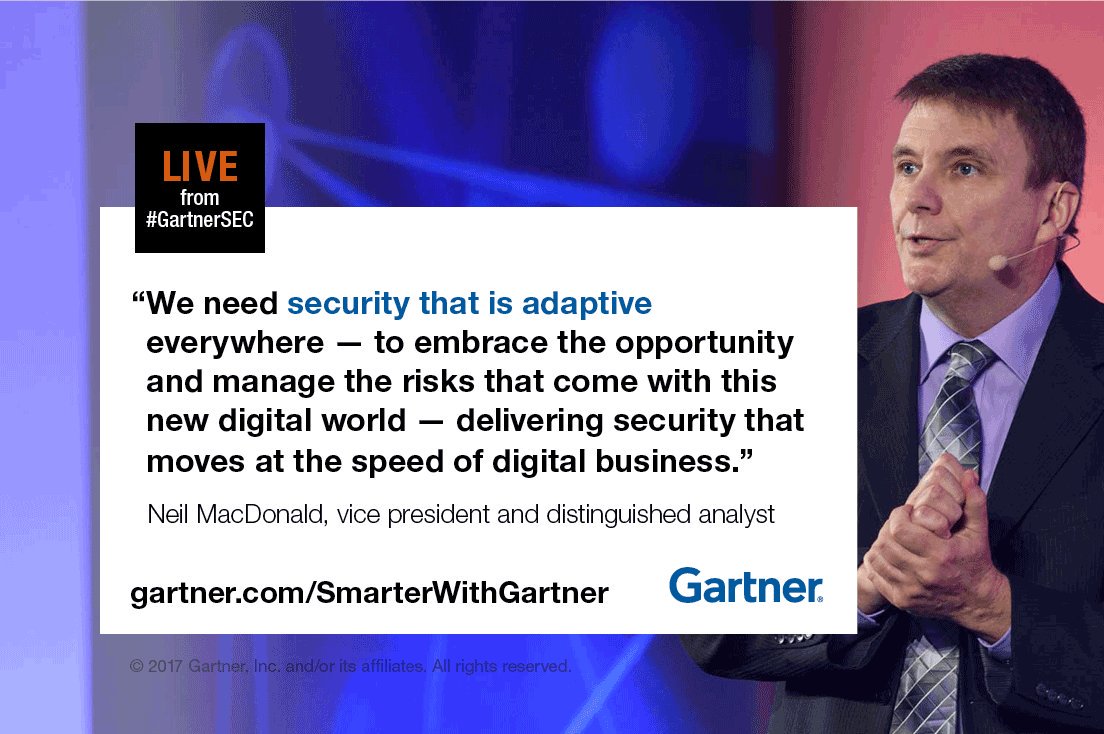 LIVE
from
#GartnerSEC
“We need security that is adaptive
everywhere — to embrace the opportunity
and manage the risks that come with this
new digital world — delivering security that
moves at the speed of digital business.”
Neil MacDonald, vice president and distinguished analyst
gartner.com/SmarterWithGartner
Gartner®
© 2017 Gartner, Inc. and/or its affiliates. All rights reserved.